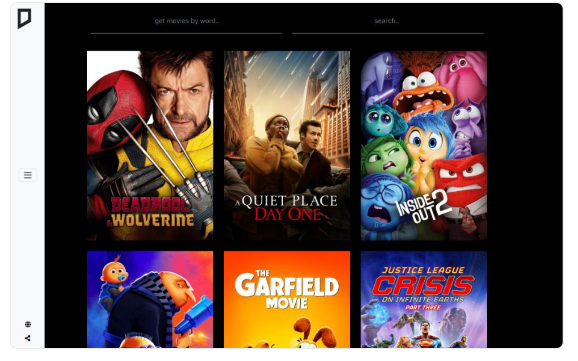 get movies by word..
search..
DEADPOOL
& WOLVERINE
A QUIET PLACE
DAY ONE
INSIDE
OUT 2
THE
GARFIELD
MOVIE
JUSTICE LEAGUE
CRISIS
ON INFINITE EARTHS
PART THREE